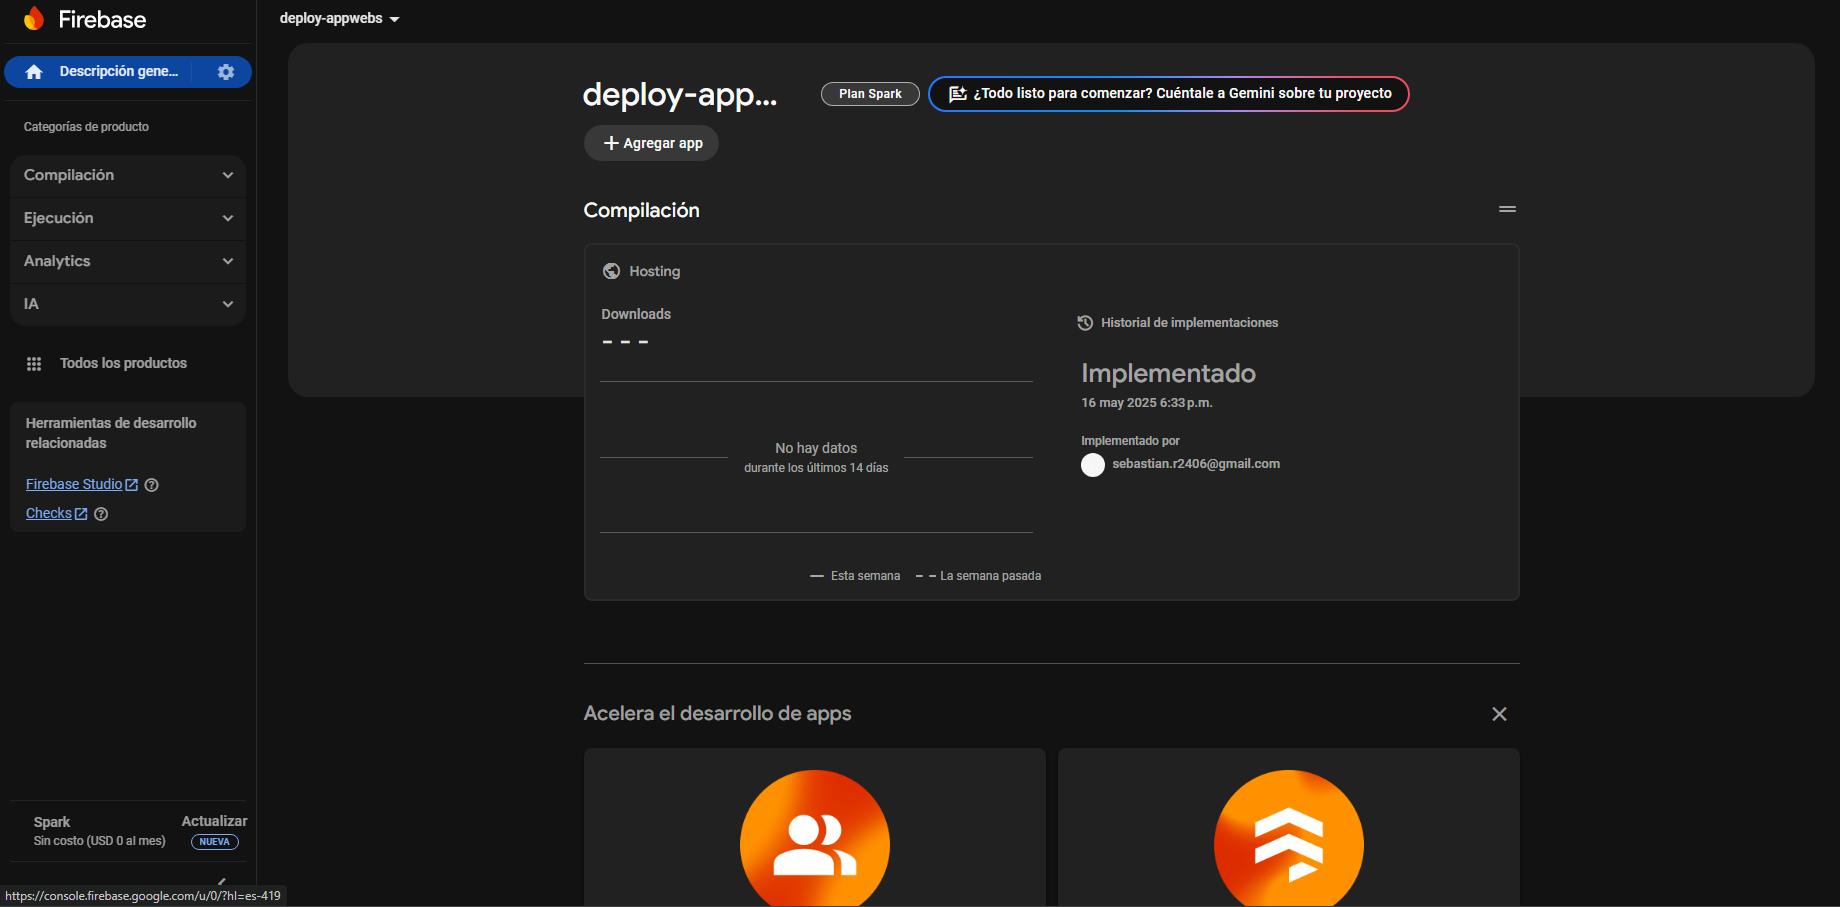 Firebase
deploy-appwebs
Descripción gene...
Categorías de producto
Compilación
Ejecución
Analytics
IA
Todos los productos
Herramientas de desarrollo
relacionadas
Firebase Studio
Checks
Spark
Sin costo (USD 0 al mes)
Actualizar
NUEVA
https://console.firebase.google.com/u/0/?hl=es-419
deploy-app...
Plan Spark
¿Todo listo para comenzar? Cuéntale a Gemini sobre tu proyecto
Agregar app
Compilación
Hosting
Downloads
- - -
No hay datos
durante los últimos 14 días
Esta semana
La semana pasada
Historial de implementaciones
Implementado
16 may 2025 6:33 p.m.
Implementado por
sebastian.r2406@gmail.com
Acelera el desarrollo de apps